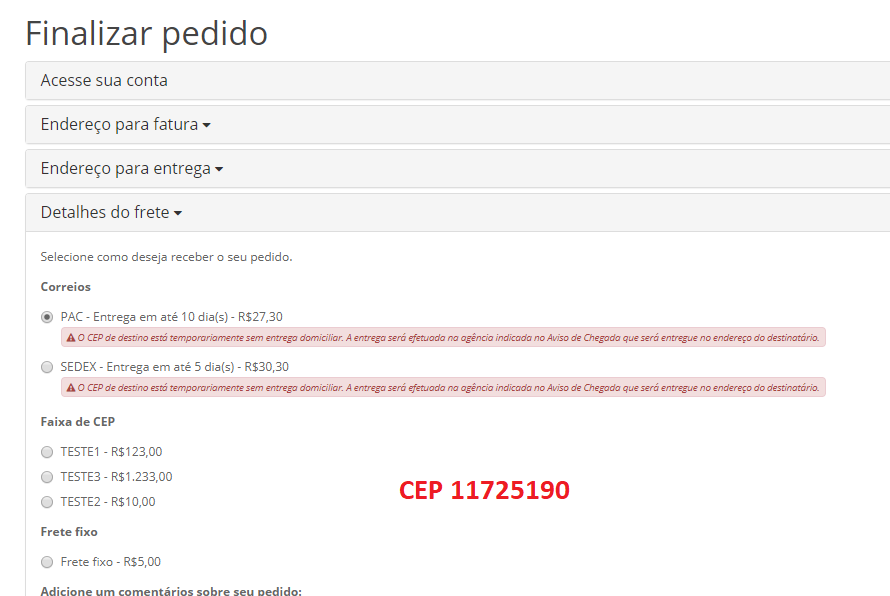 Finalizar pedido
Acesse sua conta
Endereço para fatura
Endereço para entrega
Detalhes do frete
Selecione como deseja receber o seu pedido.
Correios
PAC - Entrega em até 10 dia(s) - R$27,30
O CEP de destino está temporariamente sem entrega domiciliar. A entrega será efetuada na agência indicada no Aviso de Chegada que será entregue no endereço do destinatário.
SEDEX - Entrega em até 5 dia(s) - R$30,30
O CEP de destino está temporariamente sem entrega domiciliar. A entrega será efetuada na agência indicada no Aviso de Chegada que será entregue no endereço do destinatário.
Faixa de CEP
TESTE1 - R$123,00
TESTE3 - R$1.233,00
CEP 11725190
TESTE2 - R$10,00
Frete fixo
Frete fixo - R$5,00
Adicione um comentários sobre seu pedido: